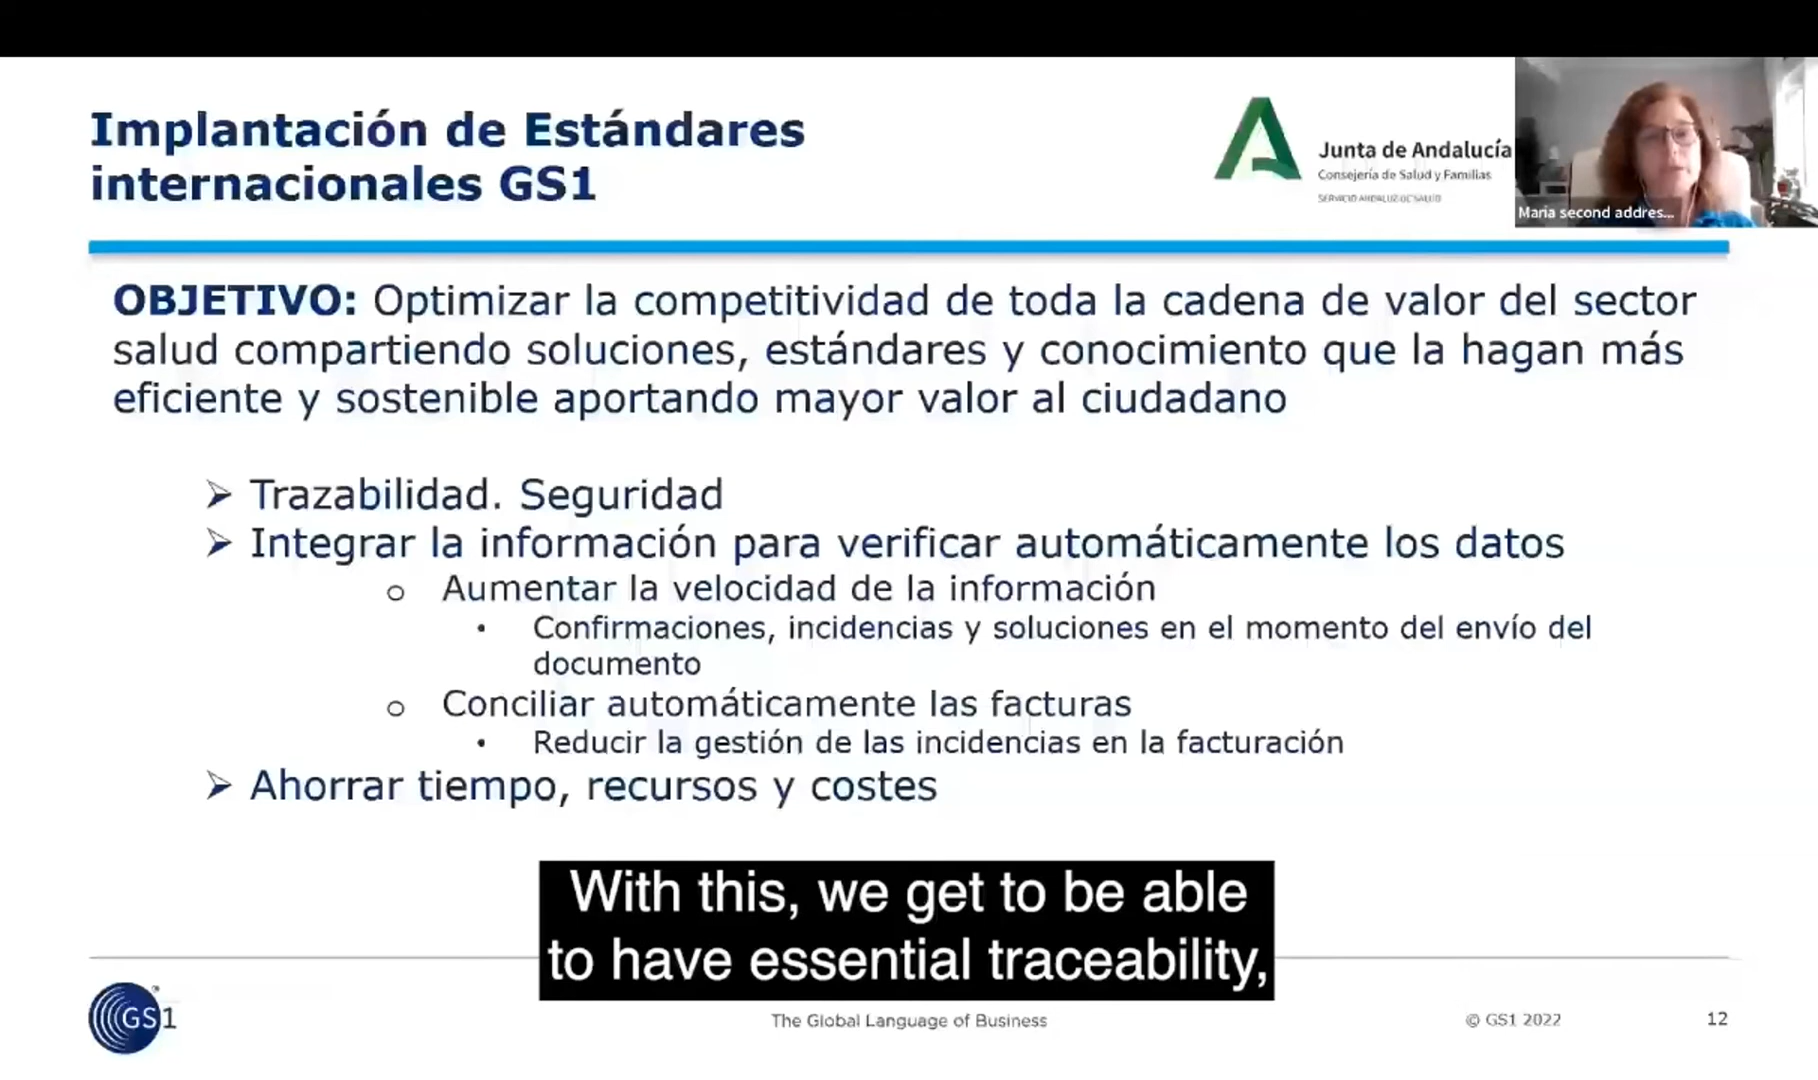 Implantación de Estándares
internacionales GS1
Junta de Andalucía
Consejería de Salud y Familias
SERVICIO ANDALUZ DE SALUD
Maria second addres...
OBJETIVO: Optimizar la competitividad de toda la cadena de valor del sector
salud compartiendo soluciones, estándares y conocimiento que la hagan más
eficiente y sostenible aportando mayor valor al ciudadano
➢ Trazabilidad. Seguridad
➢ Integrar la información para verificar automáticamente los datos
o Aumentar la velocidad de la información
• Confirmaciones, incidencias y soluciones en el momento del envío del
documento
o Conciliar automáticamente las facturas
• Reducir la gestión de las incidencias en la facturación
➢ Ahorrar tiempo, recursos y costes
With this, we get to be able
to have essential traceability,
GS1
The Global Language of Business
© GS1 2022
12